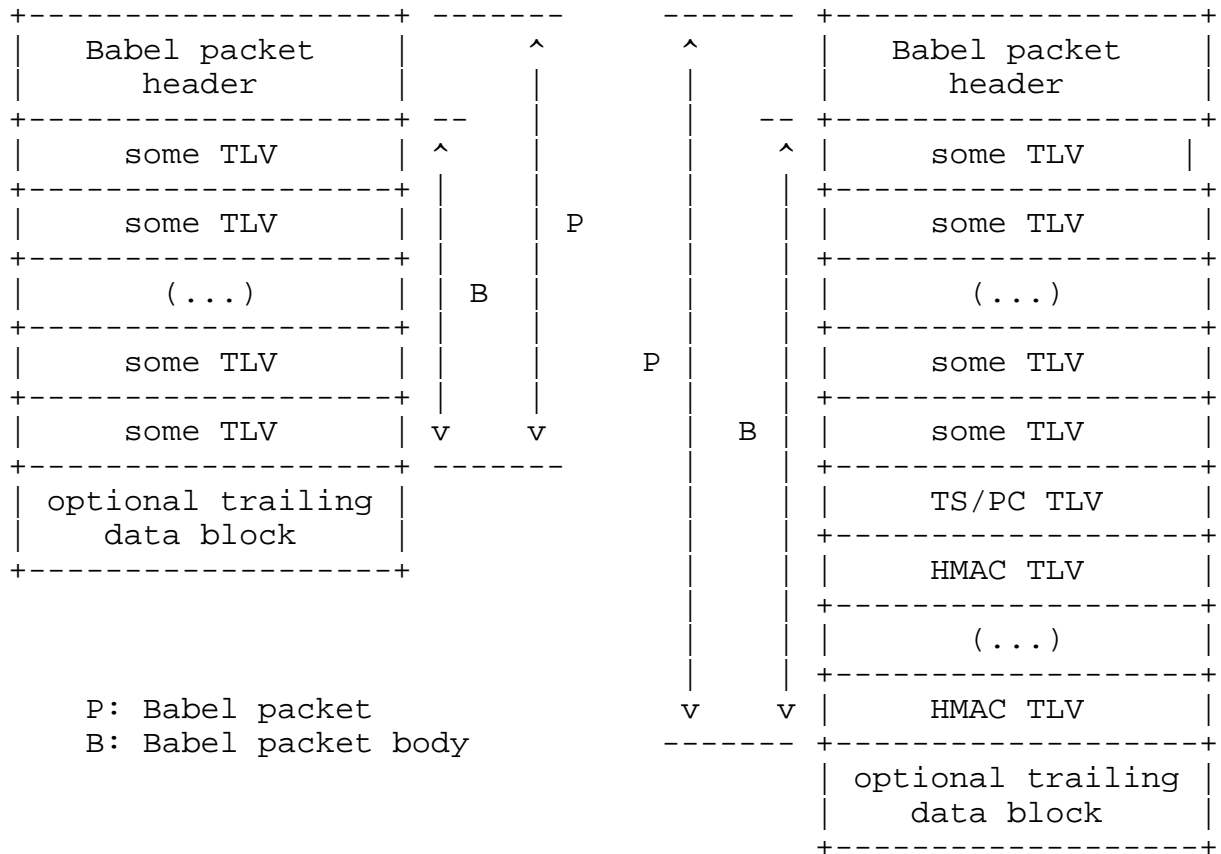 +-------------------+ -------     ------- +-------------------+
|   Babel packet    |      ^       ^      |    Babel packet   |
|      header       |      |       |      |       header      |
+-------------------+ --   |       |   -- +-------------------+
|     some TLV      | ^    |       |    ^ |     some TLV     |
+-------------------+ |    |       |    | +-------------------+
|     some TLV      | |    | P     |    | |     some TLV      |
+-------------------+ |    |       |    | +-------------------+
|       (...)       | | B  |       |    | |       (...)       |
+-------------------+ |    |       |    | +-------------------+
|     some TLV      | |    |     P |    | |     some TLV      |
+-------------------+ |    |       |    | +-------------------+
|     some TLV      | v    v       |  B | |     some TLV      |
+-------------------+ -------      |    | +-------------------+
| optional trailing |              |    | |     TS/PC TLV     |
|    data block     |              |    | +-------------------+
+-------------------+              |    | |     HMAC TLV      |
                                   |    | +-------------------+
                                   |    | |       (...)       |
                                   |    | +-------------------+
    P: Babel packet                v    v |     HMAC TLV      |
    B: Babel packet body          ------- +-------------------+
                                          | optional trailing |
                                          |    data block     |
                                          +-------------------+